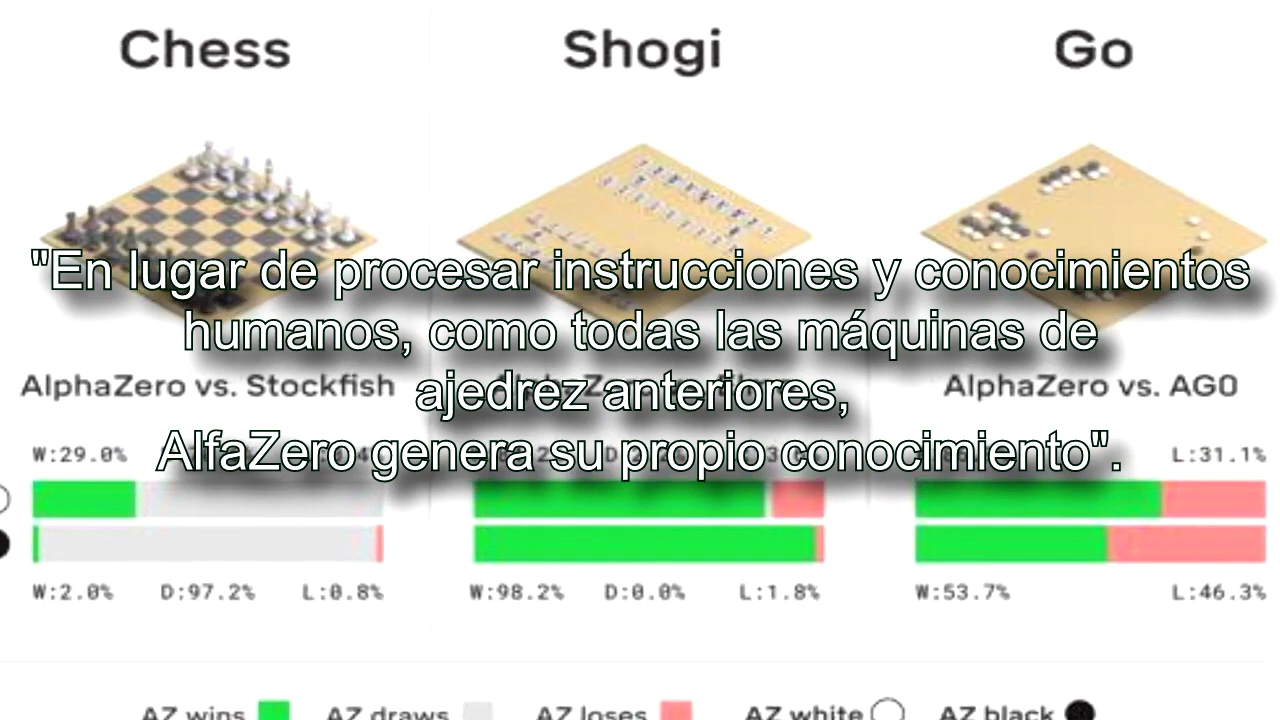 Chess
Shogi
Go
"En lugar de procesar instrucciones y conocimientos
humanos, como todas las máquinas de
ajedrez anteriores,
AlfaZero genera su propio conocimiento".
AlphaZero vs. Stockfish
AlphaZero vs. AG0
W:29.0%
L:31.1%
W:2.0% D:97.2% L:0.8%
W:98.2% D:0.0% L:1.8%
W:53.7% L:46.3%
AZ wins AZ draws AZ loses AZ white AZ black